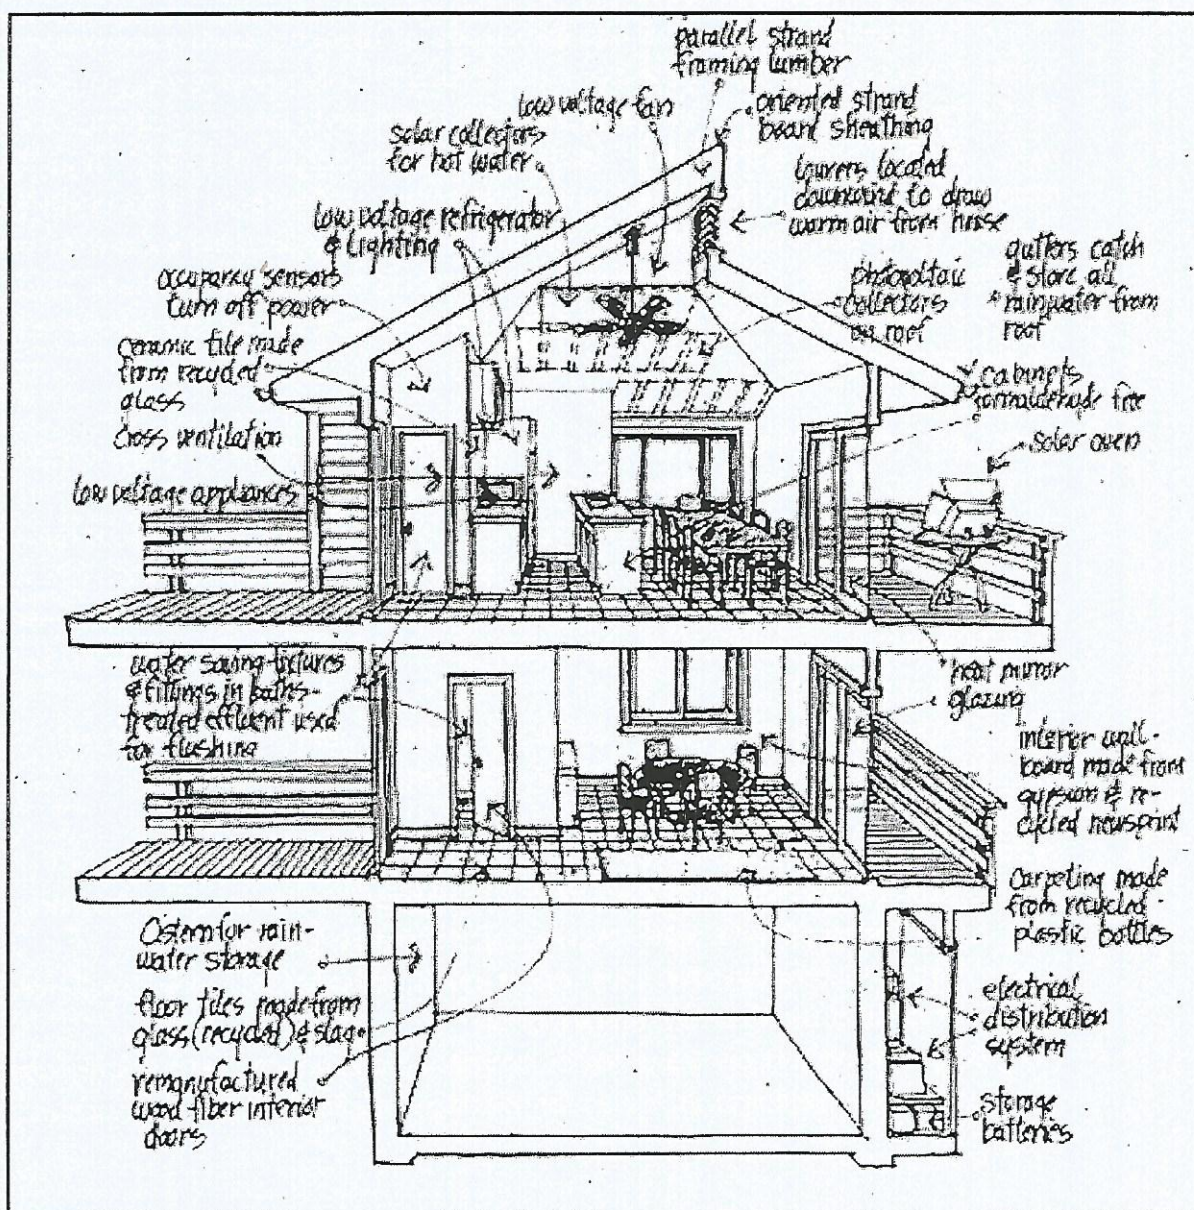 parallel strand
framing lumber
low voltage fan
oriented strand
board sheathing
solar collectors
for hot water
louvers located
downwind to draw
warm air from house
low voltage refrigerator
& lighting
gutters catch
& store all
rainwater from
roof
photovoltaic
collectors
on roof
occupancy sensors
turn off power
ceramic tile made
from recycled
glass
cabinets
formaldehyde free
cross ventilation
solar oven
low voltage appliances
water saving fixtures
& fittings in baths-
treated effluent used
for flushing
heat mirror
glazing
interior wall-
board made from
gypsum & re-
cycled newsprint
carpeting made
from recycled
plastic bottles
Cistern for rain-
water storage
floor tiles made from
glass (recycled) & slag
electrical
distribution
system
remanufactured
wood fiber interior
doors
storage
batteries